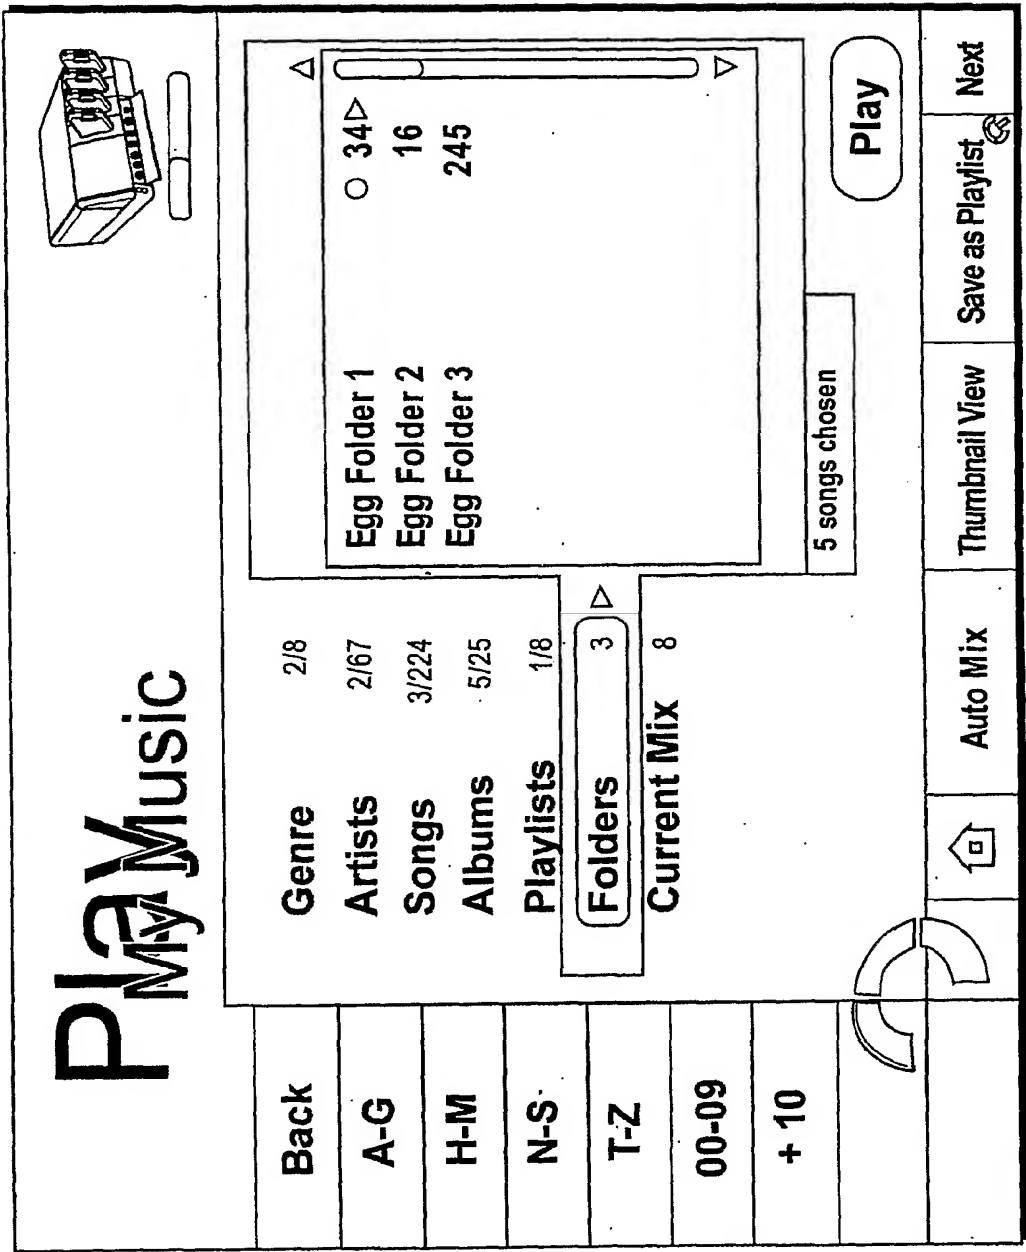 Play
My Music
Back
A-G
H-M
N-S
T-Z
00-09
+ 10
Genre 2/8
Artists 2/67
Songs 3/224
Albums 5/25
Playlists 1/8
Folders 3
Current Mix 8
Egg Folder 1 34
Egg Folder 2 16
Egg Folder 3 245
5 songs chosen
Play
Auto Mix
Thumbnail View
Save as Playlist
Next